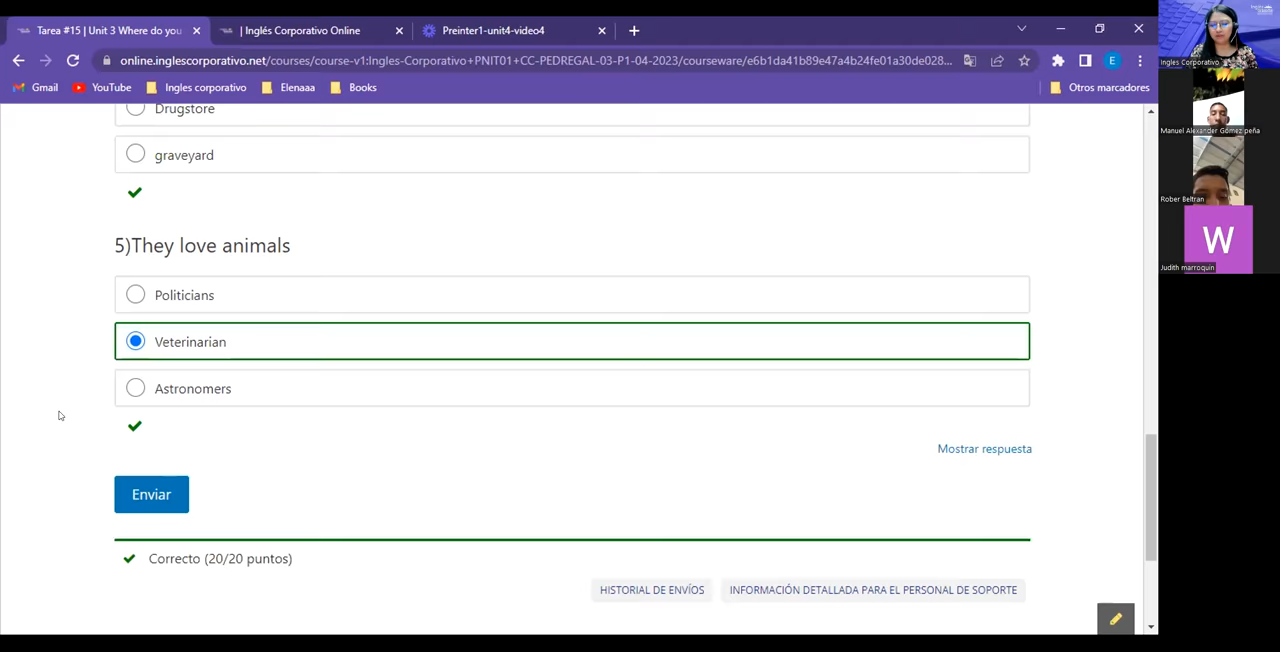 Tarea #15 | Unit 3 Where do you
| Inglés Corporativo Online
Preinter1-unit4-video4
online.inglescorporativo.net/courses/course-v1:Ingles-Corporativo+PNIT01+CC-PEDREGAL-03-P1-04-2023/courseware/e6b1da41b89e47a4b24fe01a30de028...
E
Gmail
YouTube
Ingles corporativo
Elenaaa
Books
Otros marcadores
Drugstore
graveyard
5)They love animals
Politicians
Veterinarian
Astronomers
Mostrar respuesta
Enviar
Correcto (20/20 puntos)
HISTORIAL DE ENVÍOS
INFORMACIÓN DETALLADA PARA EL PERSONAL DE SOPORTE
Ingles Corporativo
Manuel Alexander Gómez peña
Rober Beltran
W
Judith marroquin